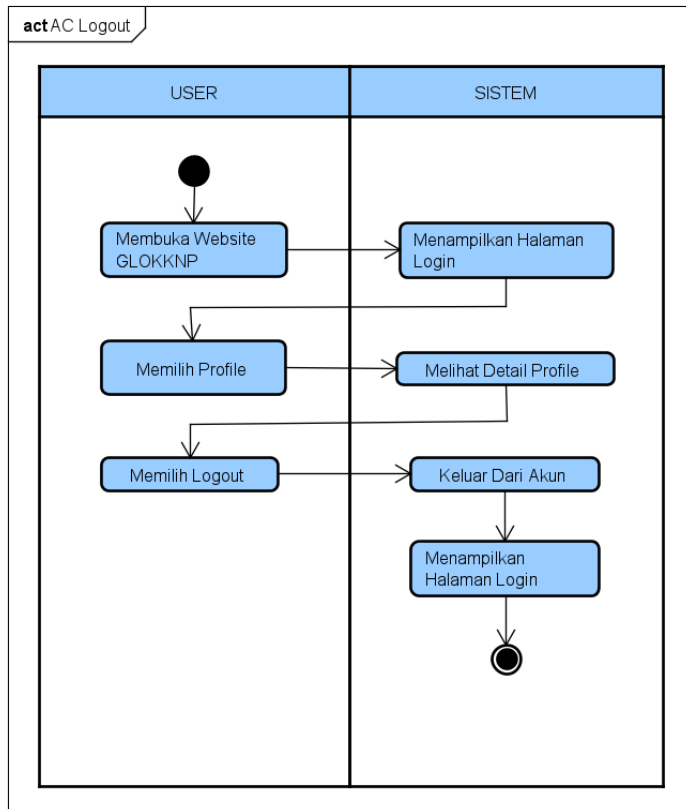 act AC Logout
USER
SISTEM
Membuka Website
GLOKKNP
Menampilkan Halaman
Login
Memilih Profile
Melihat Detail Profile
Memilih Logout
Keluar Dari Akun
Menampilkan
Halaman Login